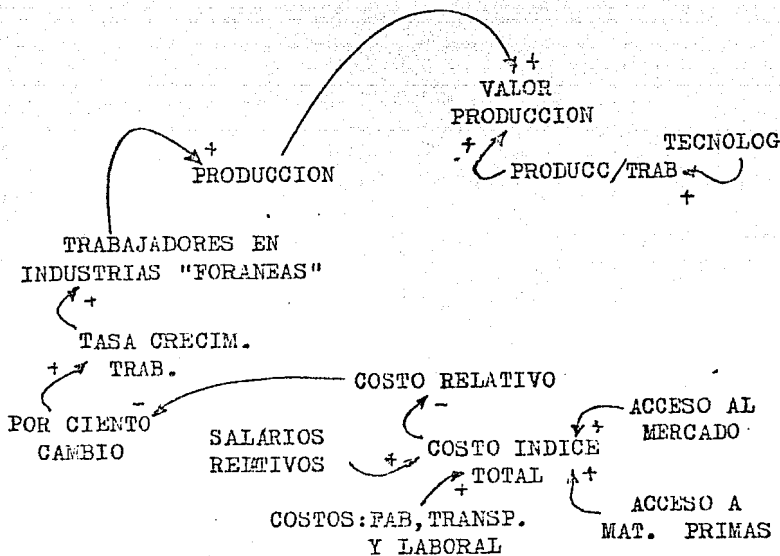 +
VALOR
PRODUCCION
+
TECNOLOG
PRODUCC/TRAB
+
+
PRODUCCION
TRABAJADORES EN
INDUSTRIAS "FORANEAS"
+
TASA CRECIM.
TRAB.
+
COSTO RELATIVO
-
-
POR CIENTO
CAMBIO
SALÁRIOS
RELATIVOS
+
COSTO INDICE
TOTAL
+
+
+
ACCESO AL
MERCADO
COSTOS:FAB,TRANSP.
Y LABORAL
ACCESO A
MAT. PRIMAS